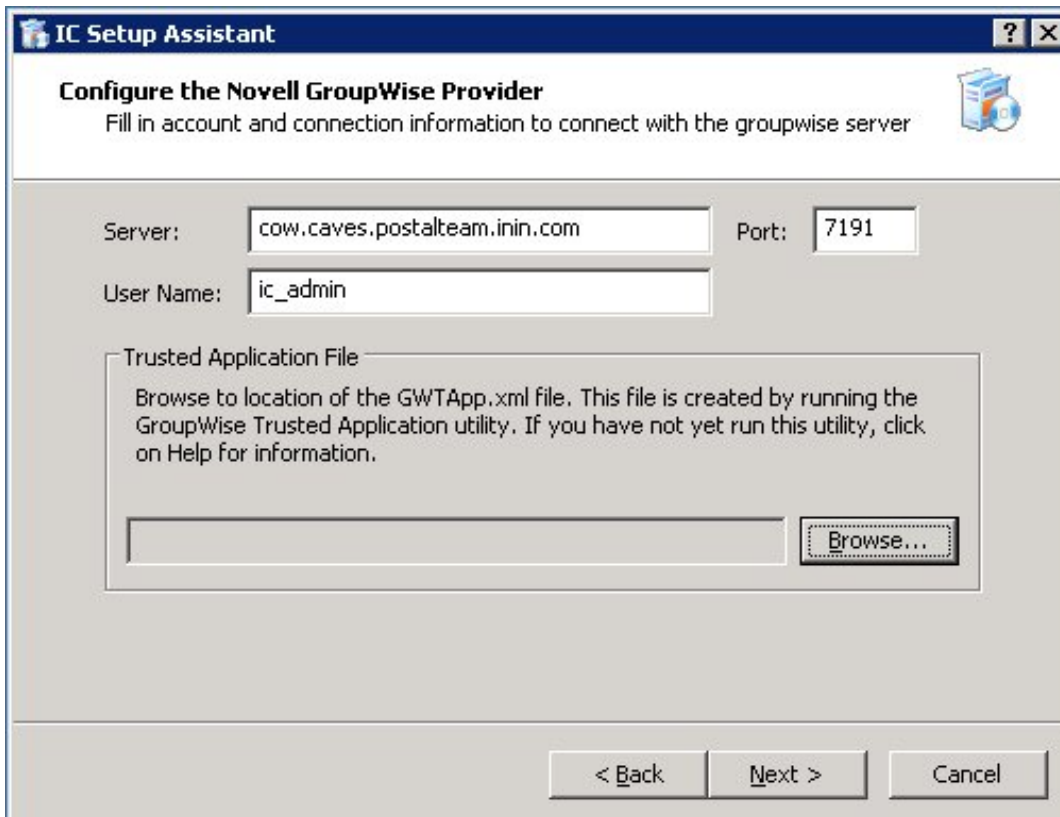 IC Setup Assistant
Configure the Novell GroupWise Provider
Fill in account and connection information to connect with the groupwise server
Server: cow.caves.postalteam.inin.com Port: 7191
User Name: ic_admin
Trusted Application File
Browse to location of the GWTApp.xml file. This file is created by running the
GroupWise Trusted Application utility. If you have not yet run this utility, click
on Help for information.
Browse...
< Back Next > Cancel